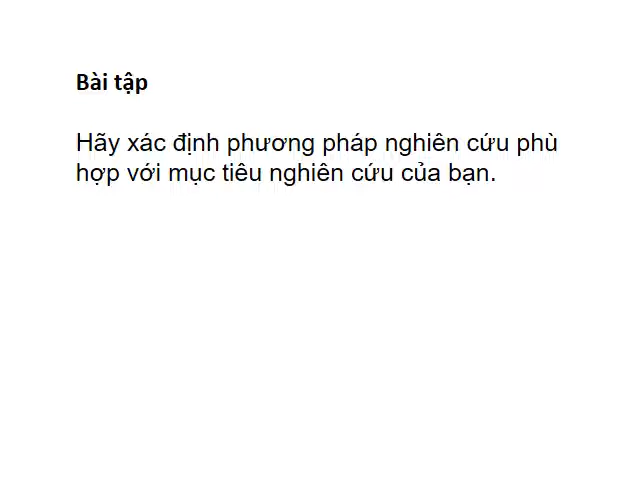 Bài tập
Hãy xác định phương pháp nghiên cứu phù
hợp với mục tiêu nghiên cứu của bạn.